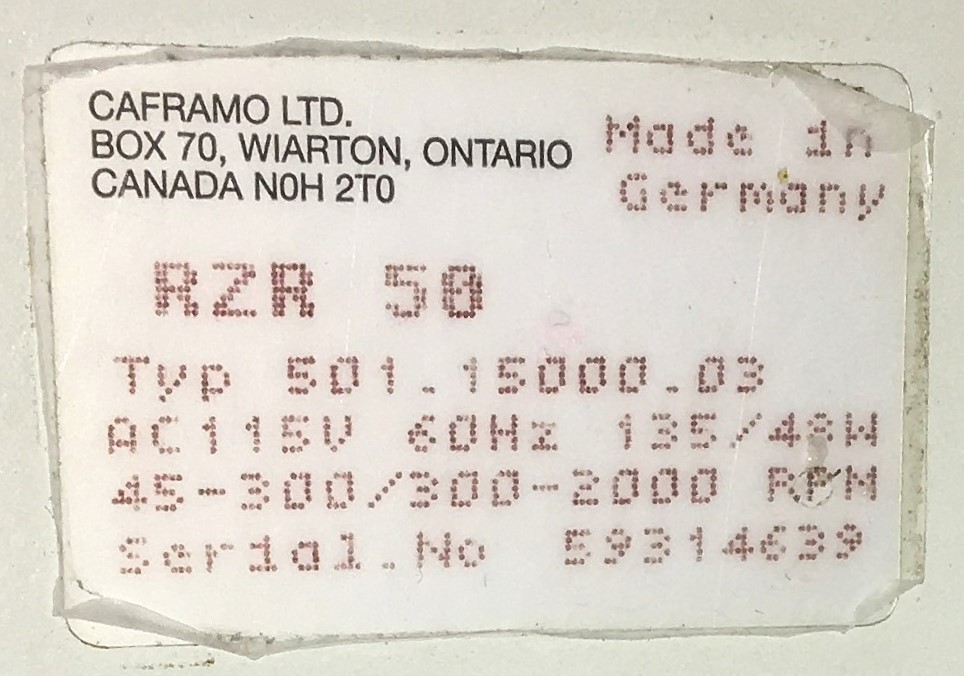 CAFRAMO LTD.
BOX 70, WIARTON, ONTARIO
CANADA N0H 2T0
Made in
Germany
RZR 50
Typ 501.15000.03
AC115V 60Hz 135/48W
45-300/300-2000 RPM
Serial.No 59314639